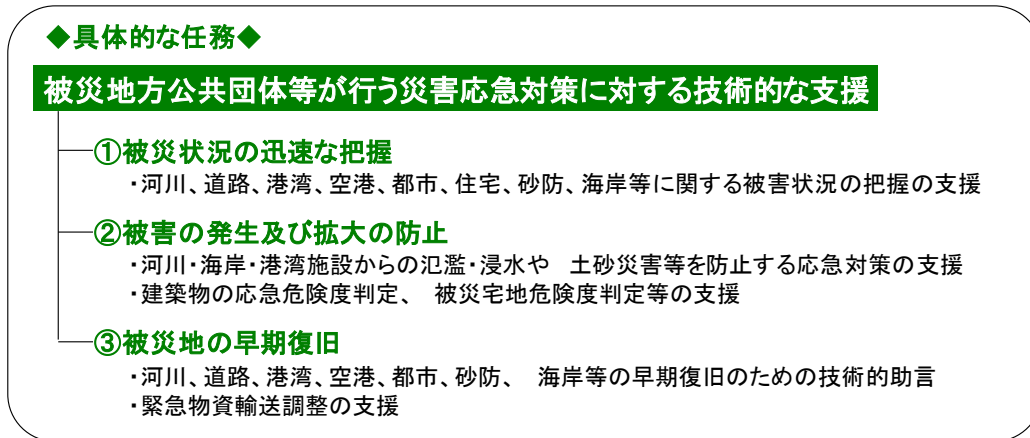 ◆具体的な任務◆
被災地方公共団体等が行う災害応急対策に対する技術的な支援
①被災状況の迅速な把握
・河川、道路、港湾、空港、都市、住宅、砂防、海岸等に関する被害状況の把握の支援
②被害の発生及び拡大の防止
・河川・海岸・港湾施設からの氾濫・浸水や 土砂災害等を防止する応急対策の支援
・建築物の応急危険度判定、 被災宅地危険度判定等の支援
③被災地の早期復旧
・河川、道路、港湾、空港、都市、砂防、 海岸等の早期復旧のための技術的助言
・緊急物資輸送調整の支援